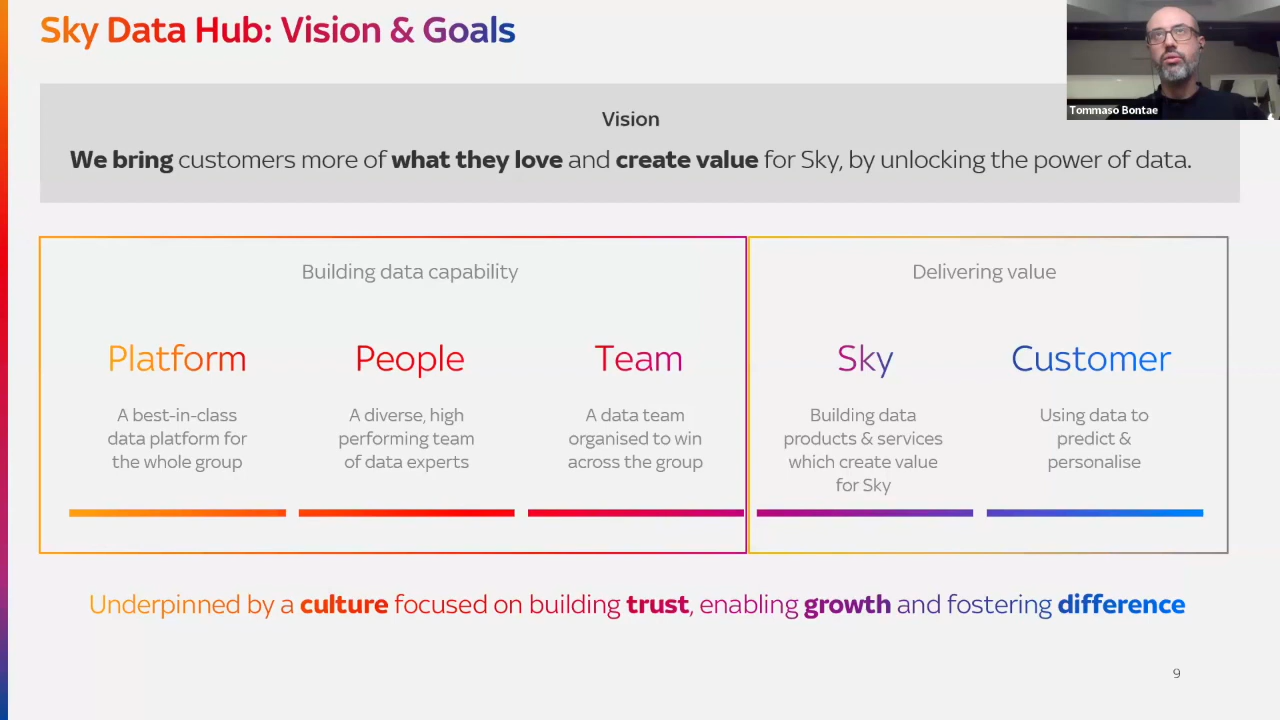 Sky Data Hub: Vision & Goals
Tommaso Bontae
Vision
We bring customers more of what they love and create value for Sky, by unlocking the power of data.
Building data capability
Platform
A best-in-class
data platform for
the whole group
People
A diverse, high
performing team
of data experts
Team
A data team
organised to win
across the group
Delivering value
Sky
Building data
products & services
which create value
for Sky
Customer
Using data to
predict &
personalise
Underpinned by a culture focused on building trust, enabling growth and fostering difference
9